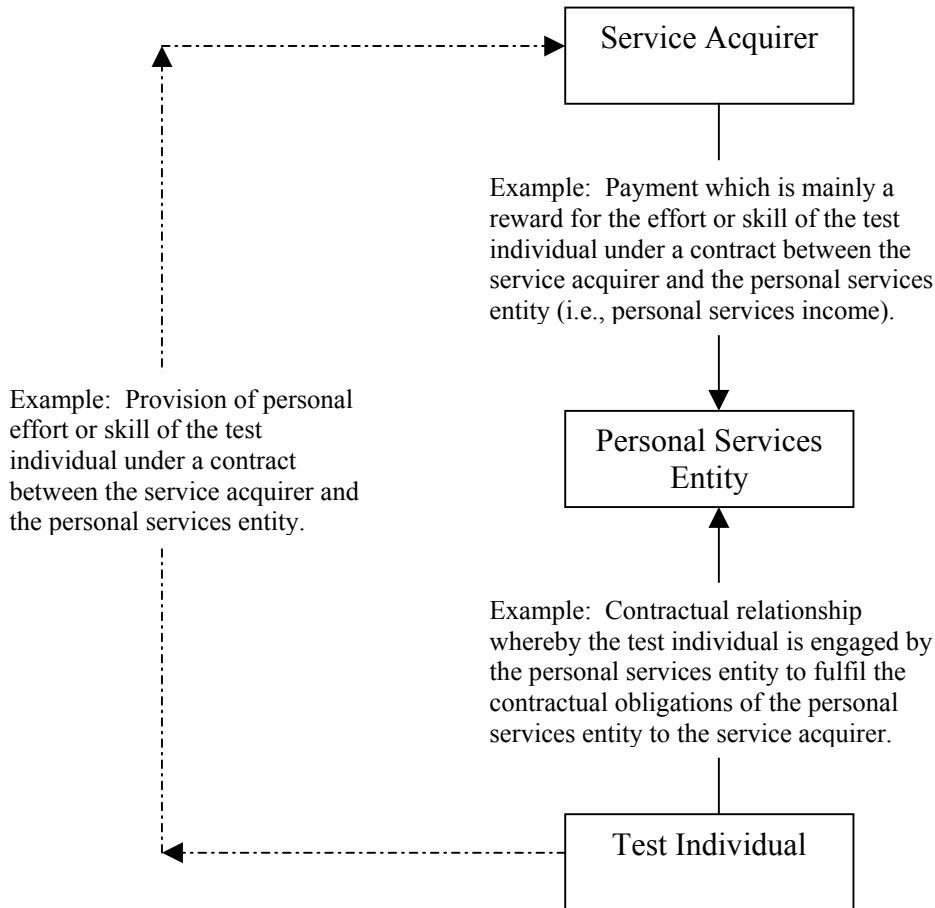 Service Acquirer
Example:  Payment which is mainly a
reward for the effort or skill of the test
individual under a contract between the
service acquirer and the personal services
entity (i.e., personal services income).
Example:  Provision of personal
effort or skill of the test
individual under a contract
between the service acquirer and
the personal services entity.
Personal Services
Entity
Example:  Contractual relationship
whereby the test individual is engaged by
the personal services entity to fulfil the
contractual obligations of the personal
services entity to the service acquirer.
Test Individual